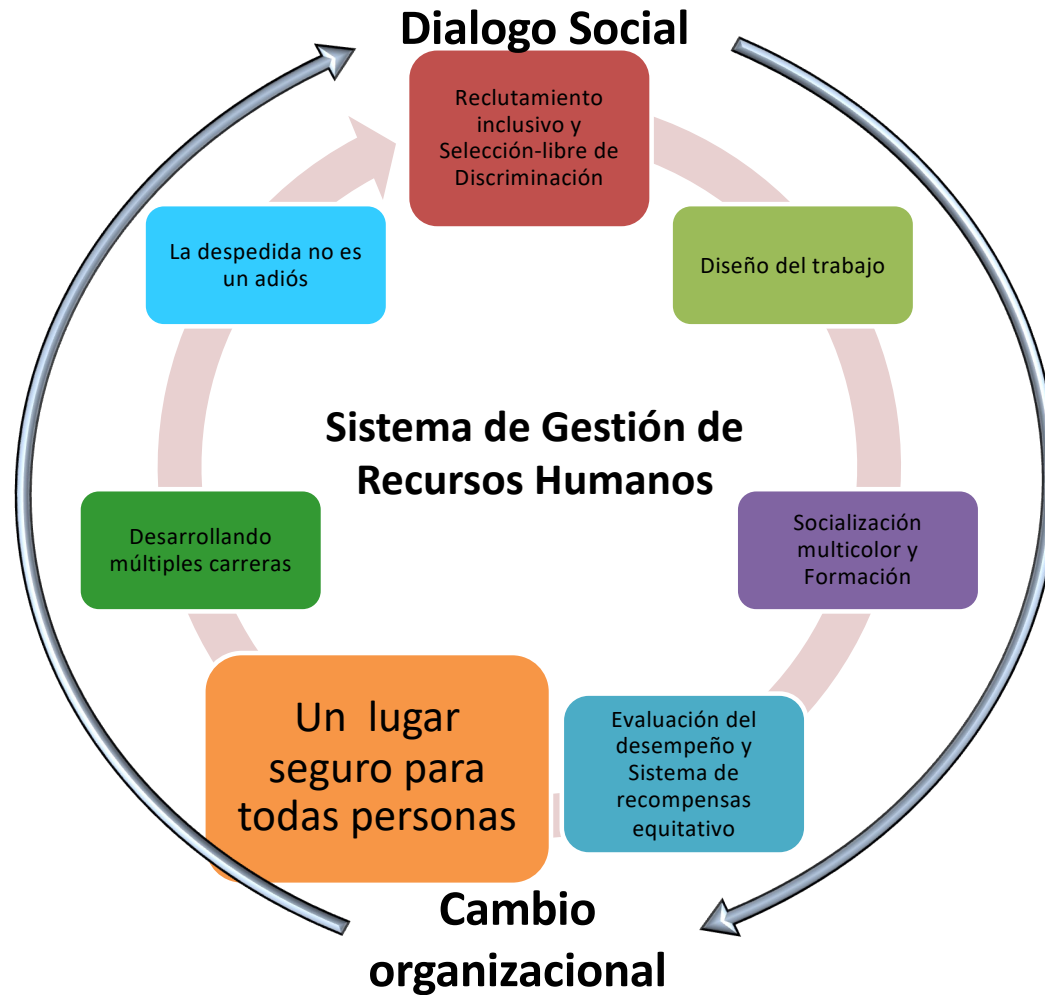 Dialogo Social
Reclutamiento
inclusivo y
Selección-libre de
Discriminación
La despedida no es
un adiós
Diseño del trabajo
Sistema de Gestión de
Recursos Humanos
Desarrollando
múltiples carreras
Socialización
multicolor y
Formación
Un lugar
seguro para
todas personas
Evaluación del
desempeño y
Sistema de
recompensas
equitativo
Cambio
organizacional